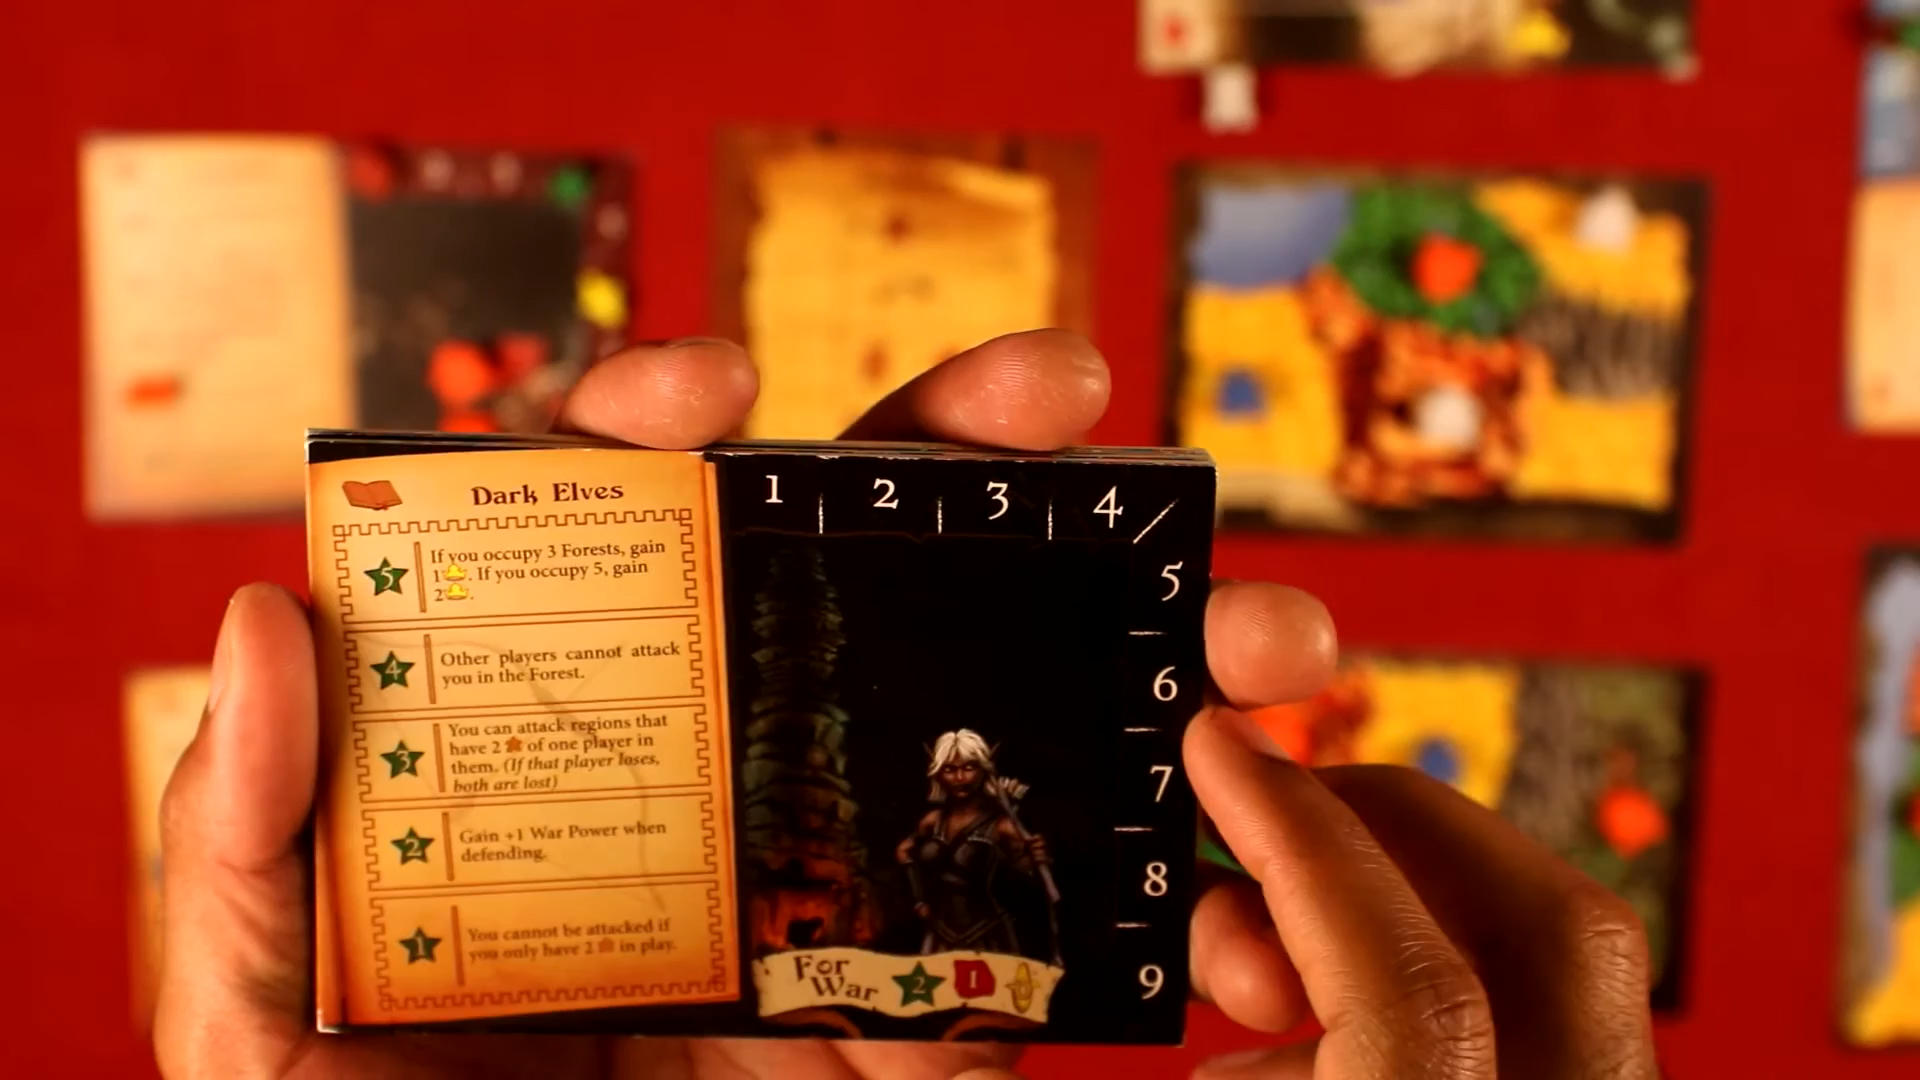 Dark Elves
5
If you occupy 3 Forests, gain
1. If you occupy 5, gain
2.
4
Other players cannot attack
you in the Forest.
3
You can attack regions that
have 2 of one player in
them. (If that player loses,
both are lost)
2
Gain +1 War Power when
defending.
1
You cannot be attacked if
you only have 2 in play.
1 2 3 4
5
6
7
8
9
For
War 2 1